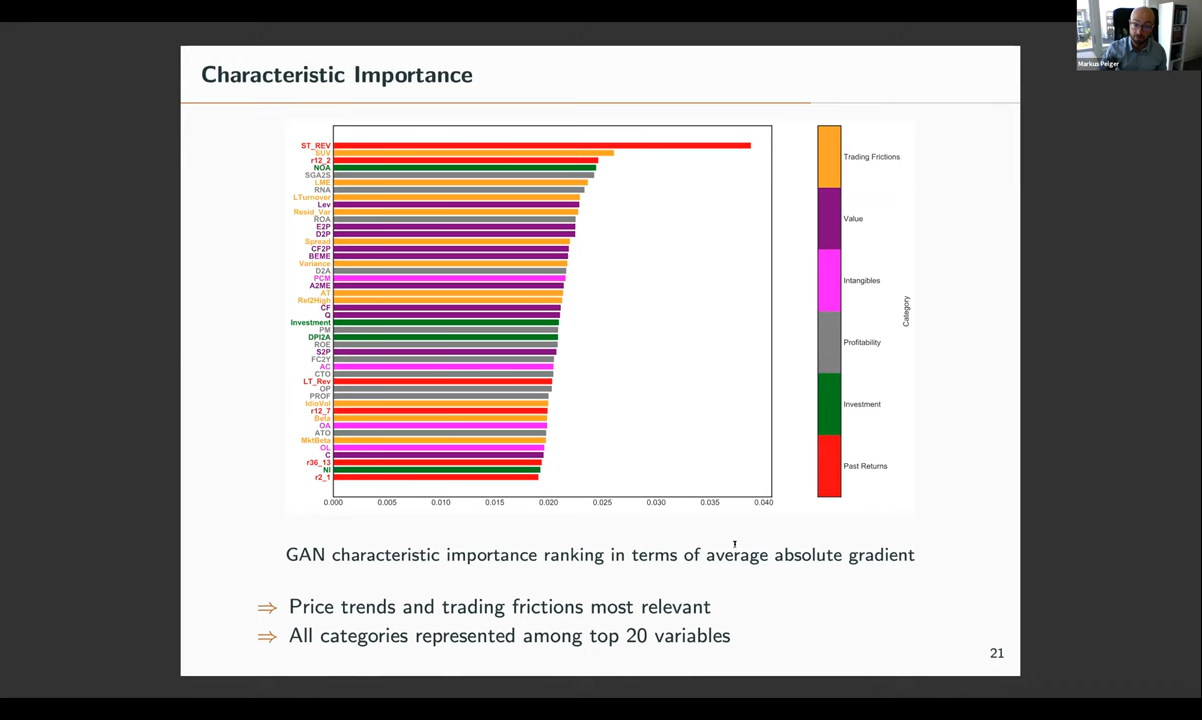 Markus Pelger
Characteristic Importance
ST_REV
SUV
r12_2
NOA
SGA2S
LME
RNA
LTurnover
Lev
Resid_Var
ROA
E2P
D2P
Spread
CF2P
BEME
Variance
D2A
PCM
A2ME
AT
Rel2High
CF
Q
Investment
PM
DPI2A
ROE
S2P
FC2Y
AC
CTO
LT_Rev
OP
PROF
IdioVol
r12_7
Beta
OA
ATO
MktBeta
OL
C
r36_13
NI
r2_1
0.000 0.005 0.010 0.015 0.020 0.025 0.030 0.035 0.040
Trading Frictions
Value
Intangibles
Profitability
Investment
Past Returns
Category
GAN characteristic importance ranking in terms of average absolute gradient
⇒ Price trends and trading frictions most relevant
⇒ All categories represented among top 20 variables
21